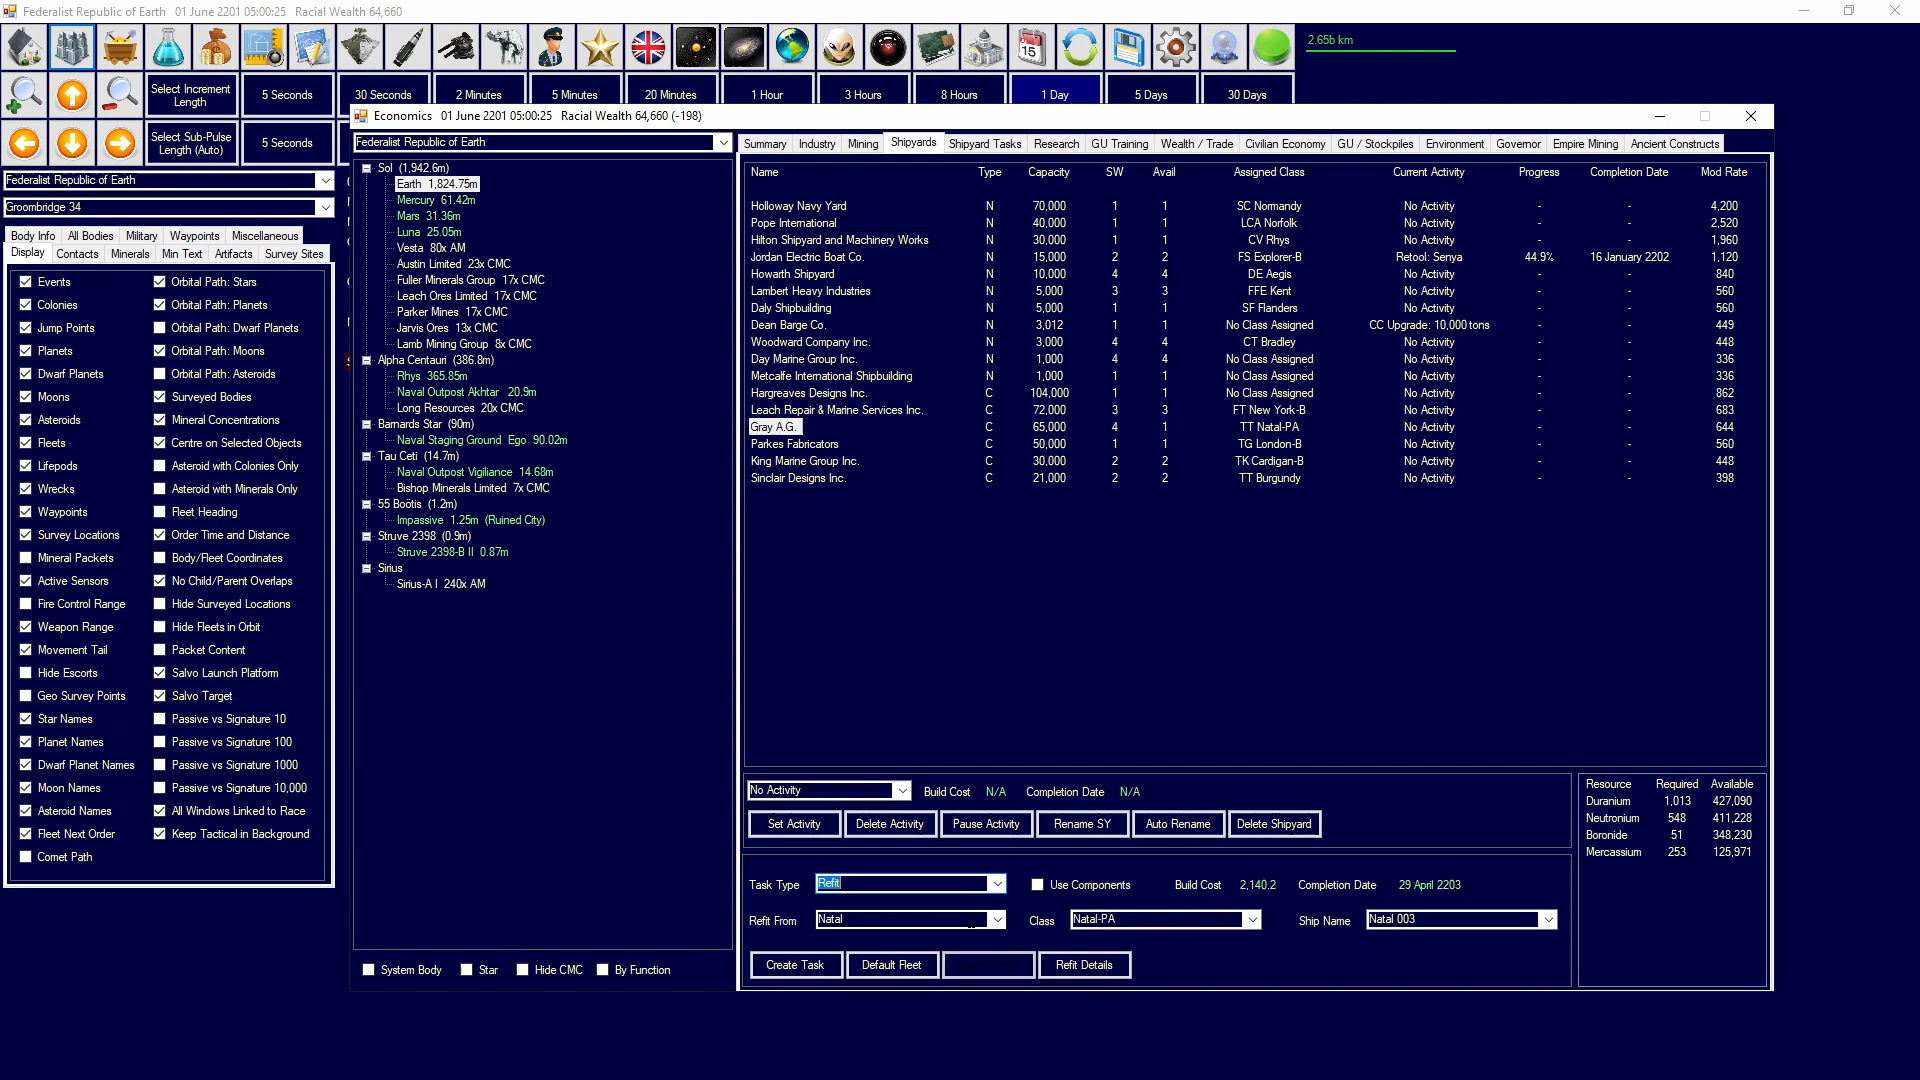 Federalist Republic of Earth 01 June 2201 05:00:25 Racial Wealth 64,660
15
2.65b km
Select Increment Length
5 Seconds
30 Seconds
2 Minutes
5 Minutes
20 Minutes
1 Hour
3 Hours
8 Hours
1 Day
5 Days
30 Days
Select Sub-Pulse Length (Auto)
5 Seconds
Federalist Republic of Earth
Groombridge 34
Body Info All Bodies Military Waypoints Miscellaneous
Display Contacts Minerals Min Text Artifacts Survey Sites
Events Orbital Path: Stars
Colonies Orbital Path: Planets
Jump Points Orbital Path: Dwarf Planets
Planets Orbital Path: Moons
Dwarf Planets Orbital Path: Asteroids
Moons Surveyed Bodies
Asteroids Mineral Concentrations
Fleets Centre on Selected Objects
Lifepods Asteroid with Colonies Only
Wrecks Asteroid with Minerals Only
Waypoints Fleet Heading
Survey Locations Order Time and Distance
Mineral Packets Body/Fleet Coordinates
Active Sensors No Child/Parent Overlaps
Fire Control Range Hide Surveyed Locations
Weapon Range Hide Fleets in Orbit
Movement Tail Packet Content
Hide Escorts Salvo Launch Platform
Geo Survey Points Salvo Target
Star Names Passive vs Signature 10
Planet Names Passive vs Signature 100
Dwarf Planet Names Passive vs Signature 1000
Moon Names Passive vs Signature 10,000
Asteroid Names All Windows Linked to Race
Fleet Next Order Keep Tactical in Background
Comet Path
Economics 01 June 2201 05:00:25 Racial Wealth 64,660 (-198)
Federalist Republic of Earth
Sol (1,942.6m)
Earth 1,824.75m
Mercury 61.42m
Mars 31.36m
Luna 25.05m
Vesta 80x AM
Austin Limited 23x CMC
Fuller Minerals Group 17x CMC
Leach Ores Limited 17x CMC
Parker Mines 17x CMC
Jarvis Ores 13x CMC
Lamb Mining Group 8x CMC
Alpha Centauri (386.8m)
Rhys 365.85m
Naval Outpost Akhtar 20.9m
Long Resources 20x CMC
Barnards Star (90m)
Naval Staging Ground Ego 90.02m
Tau Ceti (14.7m)
Naval Outpost Vigiliance 14.68m
Bishop Minerals Limited 7x CMC
55 Boötis (1.2m)
Impassive 1.25m (Ruined City)
Struve 2398 (0.9m)
Struve 2398-B II 0.87m
Sirius
Sirius-A I 240x AM
System Body Star Hide CMC By Function
Summary Industry Mining Shipyards Shipyard Tasks Research GU Training Wealth / Trade Civilian Economy GU / Stockpiles Environment Governor Empire Mining Ancient Constructs
Name Type Capacity SW Avail Assigned Class Current Activity Progress Completion Date Mod Rate
Holloway Navy Yard N 70,000 1 1 SC Normandy No Activity - - 4,200
Pope International N 40,000 1 1 LCA Norfolk No Activity - - 2,520
Hilton Shipyard and Machinery Works N 30,000 1 1 CV Rhys No Activity - - 1,960
Jordan Electric Boat Co. N 15,000 2 2 FS Explorer-B Retool: Senya 44.9% 16 January 2202 1,120
Howarth Shipyard N 10,000 4 4 DE Aegis No Activity - - 840
Lambert Heavy Industries N 5,000 3 3 FFE Kent No Activity - - 560
Daly Shipbuilding N 5,000 1 1 SF Flanders No Activity - - 560
Dean Barge Co. N 3,012 1 1 No Class Assigned CC Upgrade: 10,000 tons - - 449
Woodward Company Inc. N 3,000 4 4 CT Bradley No Activity - - 448
Day Marine Group Inc. N 1,000 4 4 No Class Assigned No Activity - - 336
Metcalfe International Shipbuilding N 1,000 1 1 No Class Assigned No Activity - - 336
Hargreaves Designs Inc. C 104,000 1 1 No Class Assigned No Activity - - 862
Leach Repair & Marine Services Inc. C 72,000 3 3 FT New York-B No Activity - - 683
Gray A.G. C 65,000 4 1 TT Natal-PA No Activity - - 644
Parkes Fabricators C 50,000 1 1 TG London-B No Activity - - 560
King Marine Group Inc. C 30,000 2 2 TK Cardigan-B No Activity - - 448
Sinclair Designs Inc. C 21,000 2 2 TT Burgundy No Activity - - 398
No Activity Build Cost N/A Completion Date N/A
Set Activity Delete Activity Pause Activity Rename SY Auto Rename Delete Shipyard
Task Type Refit Use Components Build Cost 2,140.2 Completion Date 29 April 2203
Refit From Natal Class Natal-PA Ship Name Natal 003
Create Task Default Fleet Refit Details
Resource Required Available
Duranium 1,013 427,090
Neutronium 548 411,228
Boronide 51 348,230
Mercassium 253 125,971